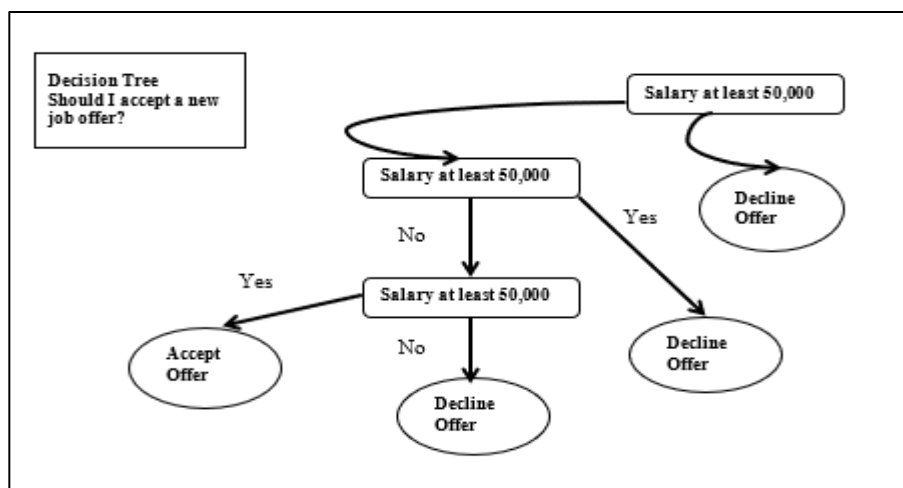 Decision Tree
Should I accept a new
job offer?
Salary at least 50,000
Salary at least 50,000
Decline
Offer
Yes
No
Yes
Salary at least 50,000
Accept
Offer
No
Decline
Offer
Decline
Offer